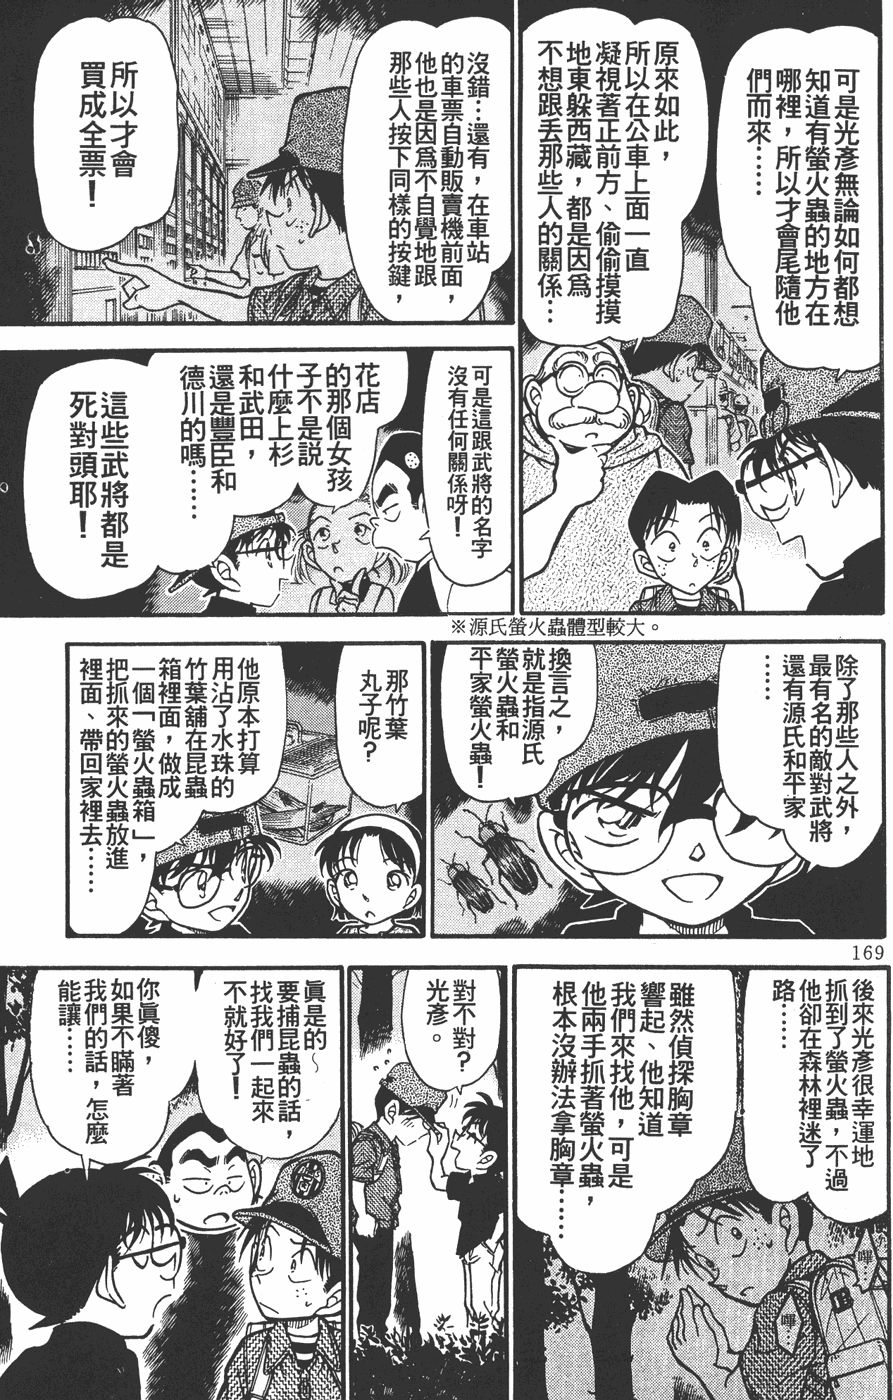 可是光彥無論如何都想
知道有螢火蟲的地方在
哪裡，所以才會尾隨他
們而來……
原來如此，
所以在公車上面一直
凝視著正前方、偷偷摸摸
地東躲西藏，都是因為
不想跟丟那些人的關係…
沒錯…還有，在車站
的車票自動販賣機前面，
他也是因為不自覺地跟
那些人按下同樣的按鍵，
所以才會
買成全票！
可是這跟武將的名字
沒有任何關係呀！
花店
的那個女孩
子不是說
什麼上杉
和武田，
還是豐臣和
德川的嗎……
這些武將都是
死對頭耶！
※源氏螢火蟲體型較大。
除了那些人之外，
最有名的敵對武將
還有源氏和平家
……
換言之，
就是指源氏
螢火蟲和
平家螢火蟲！
那竹葉
丸子呢？
他原本打算
用沾了水珠的
竹葉舖在昆蟲
箱裡面，做成
一個「螢火蟲箱」，
把抓來的螢火蟲放進
裡面、帶回家裡去……
169
後來光彥很幸運地
抓到了螢火蟲，不過
他卻在森林裡迷了
路……
雖然偵探胸章
響起、他知道
我們來找他，可是
他兩手抓著螢火蟲，
根本沒辦法拿胸章……
嗶…
嗶…
對不對？
光彥。
真是的~
要捕昆蟲的話，
找我們一起來
不就好了！
你真傻，
如果不瞞著
我們的話，怎麼
能讓……